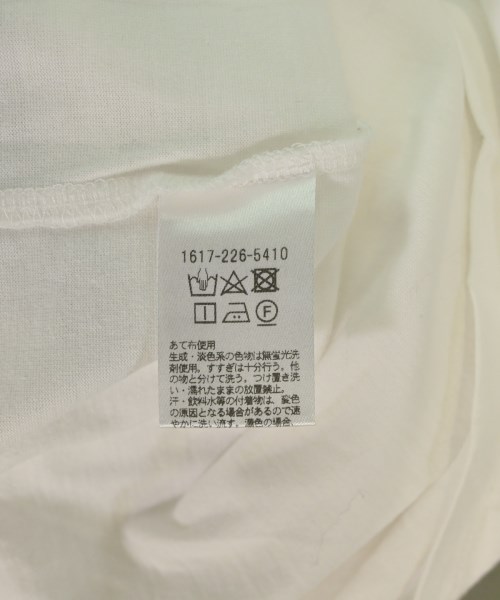 1617-226-5410
F
あて布使用
生成・淡色系の色物は無蛍光洗
剤使用。すすぎは十分行う。他
の物と分けて洗う。つけ置き洗
い・濡れたままの放置禁止。
汗・飲料水等の付着物は、変色
の原因となる場合があるので速
やかに洗い流す。濃色の場合、